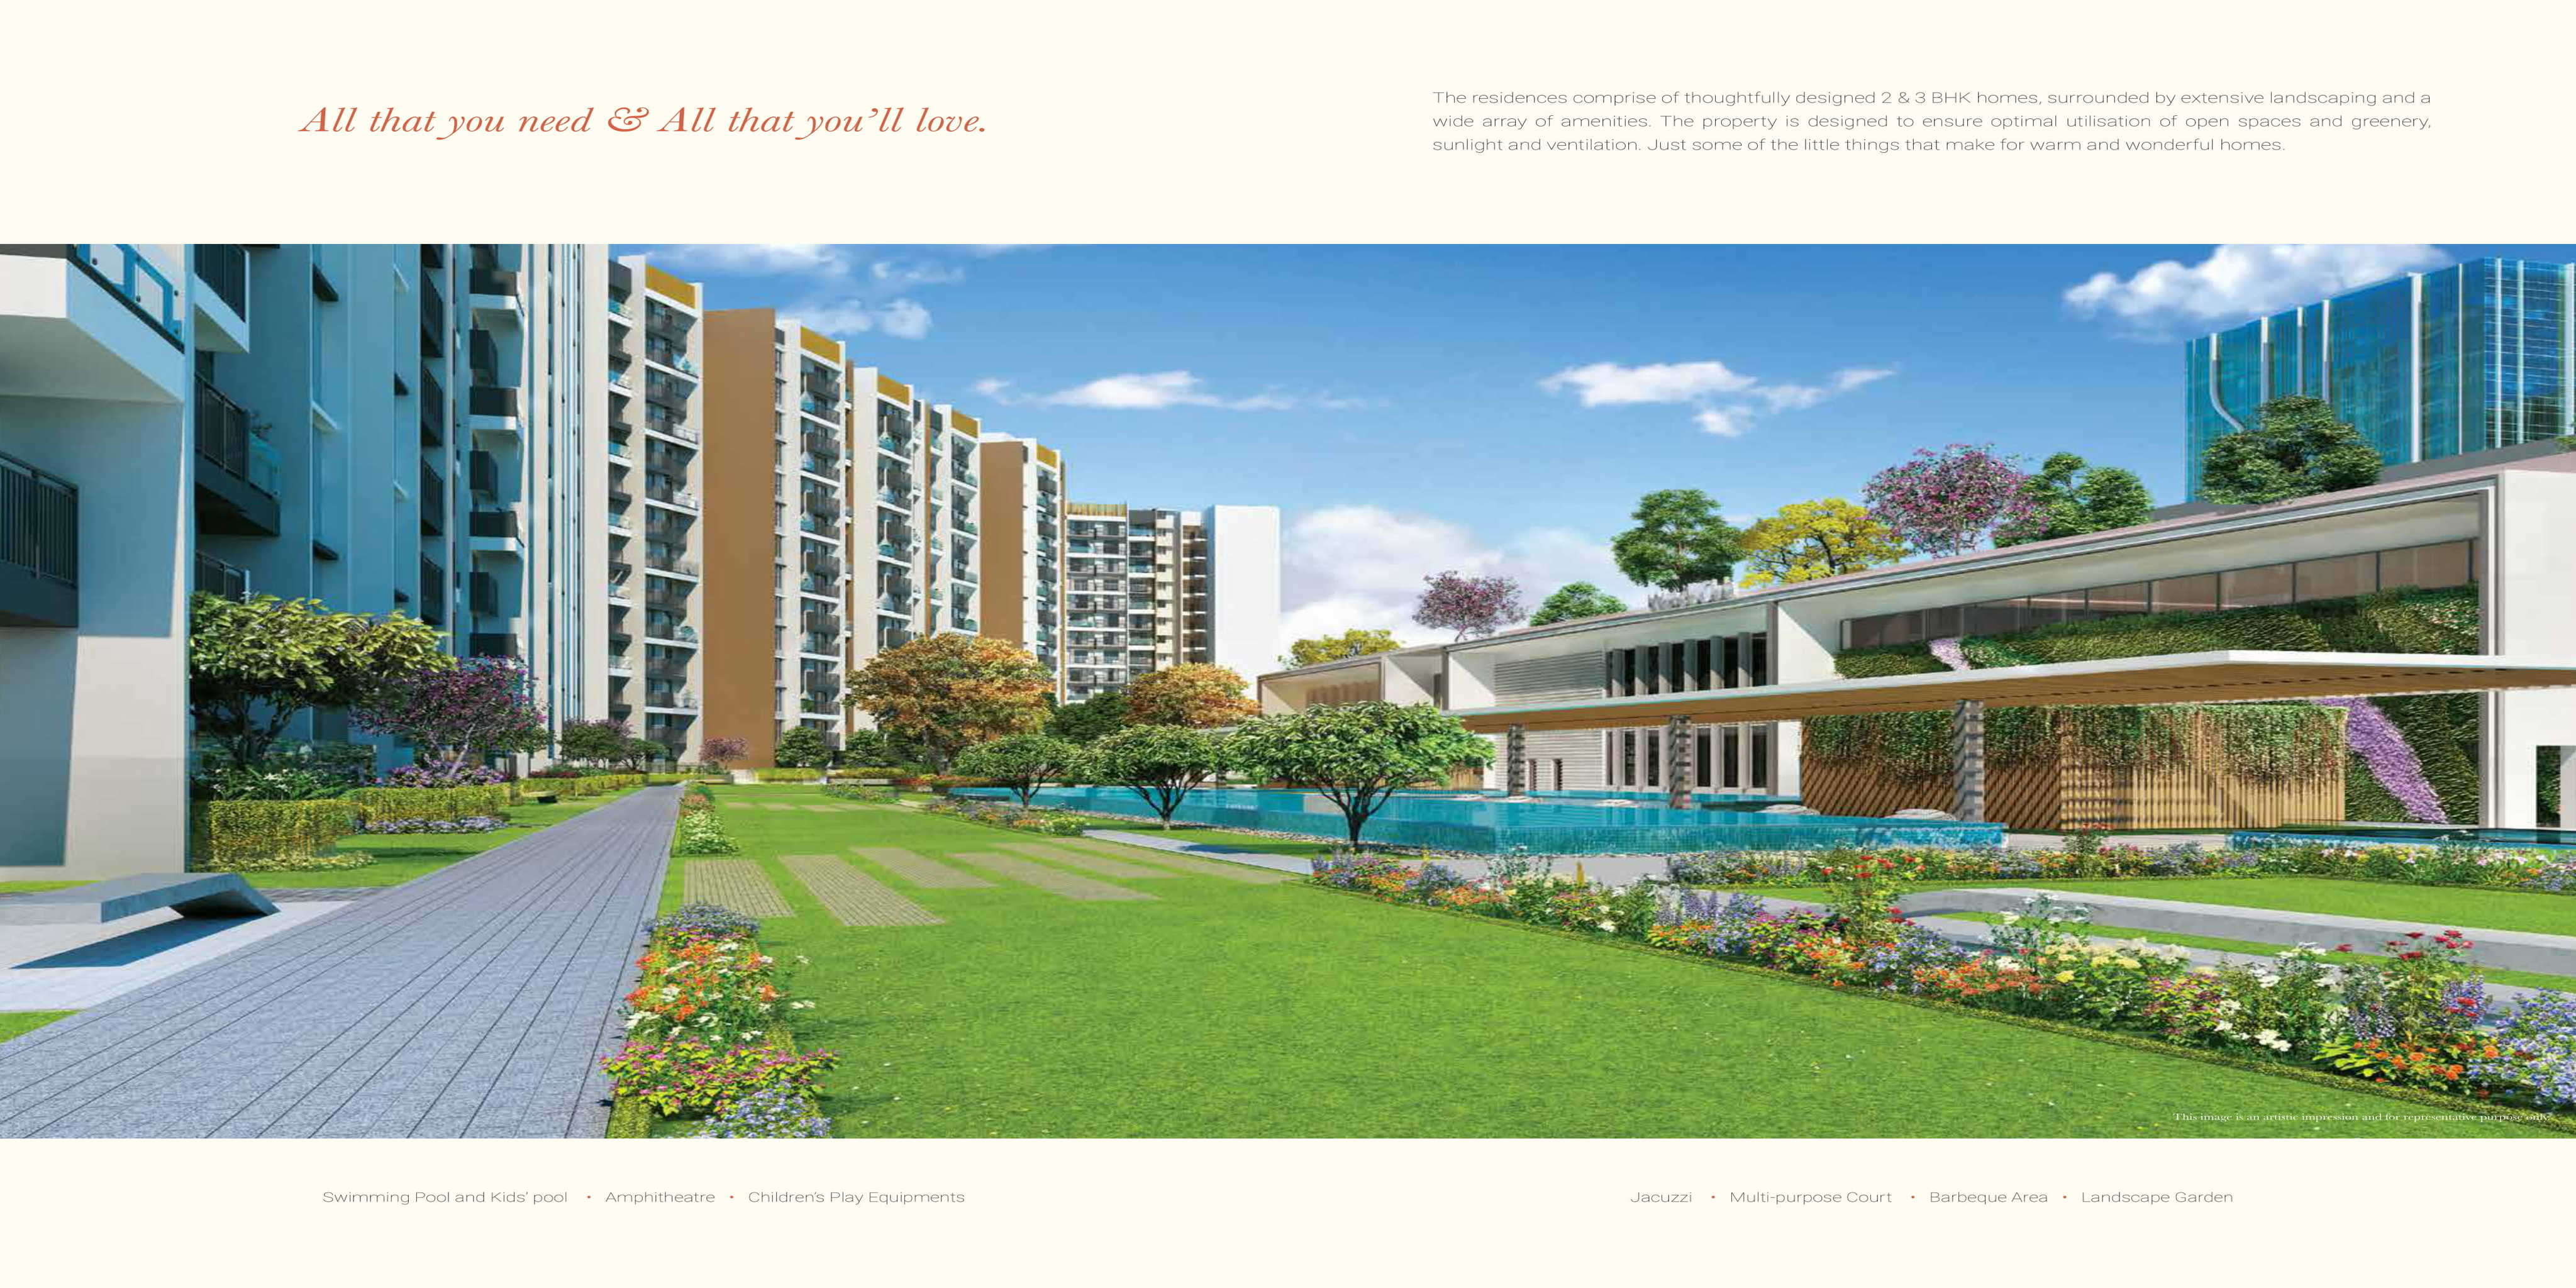 All that you need & All that you’ll love.
The residences comprise of thoughtfully designed 2 & 3 BHK homes, surrounded by extensive landscaping and a
wide array of amenities. The property is designed to ensure optimal utilisation of open spaces and greenery,
sunlight and ventilation. Just some of the little things that make for warm and wonderful homes.
This image is an artistic impression and for representative purpose only.
Swimming Pool and Kids’ pool • Amphitheatre • Children’s Play Equipments
Jacuzzi • Multi-purpose Court • Barbeque Area • Landscape Garden